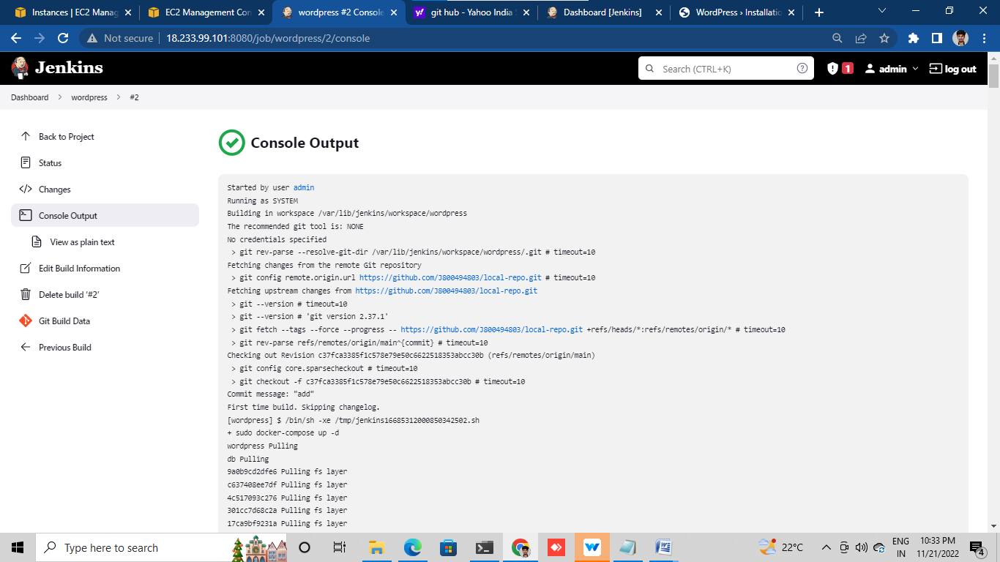 Instances | EC2 Manag
EC2 Management Con
wordpress #2 Console
git hub - Yahoo India
Dashboard [Jenkins]
WordPress › Installatio
Not secure
18.233.99.101:8080/job/wordpress/2/console
Jenkins
Search (CTRL+K)
1
admin
log out
Dashboard > wordpress > #2
Back to Project
Status
Changes
Console Output
View as plain text
Edit Build Information
Delete build ‘#2’
Git Build Data
Previous Build
Console Output
Started by user admin
Running as SYSTEM
Building in workspace /var/lib/jenkins/workspace/wordpress
The recommended git tool is: NONE
No credentials specified
> git rev-parse --resolve-git-dir /var/lib/jenkins/workspace/wordpress/.git # timeout=10
Fetching changes from the remote Git repository
> git config remote.origin.url https://github.com/J800494803/local-repo.git # timeout=10
Fetching upstream changes from https://github.com/J800494803/local-repo.git
> git --version # timeout=10
> git --version # 'git version 2.37.1'
> git fetch --tags --force --progress -- https://github.com/J800494803/local-repo.git +refs/heads/*:refs/remotes/origin/* # timeout=10
> git rev-parse refs/remotes/origin/main^{commit} # timeout=10
Checking out Revision c37fca3385f1c578e79e50c6622518353abcc30b (refs/remotes/origin/main)
> git config core.sparsecheckout # timeout=10
> git checkout -f c37fca3385f1c578e79e50c6622518353abcc30b # timeout=10
Commit message: "add"
First time build. Skipping changelog.
[wordpress] $ /bin/sh -xe /tmp/jenkins16685312000850342502.sh
+ sudo docker-compose up -d
wordpress Pulling
db Pulling
9a0b9cd2dfe6 Pulling fs layer
c637408ee7df Pulling fs layer
4c517093c276 Pulling fs layer
301cc7d68c2a Pulling fs layer
17ca9bf9231a Pulling fs layer
Type here to search
22°C
ENG
IN
10:33 PM
11/21/2022
4